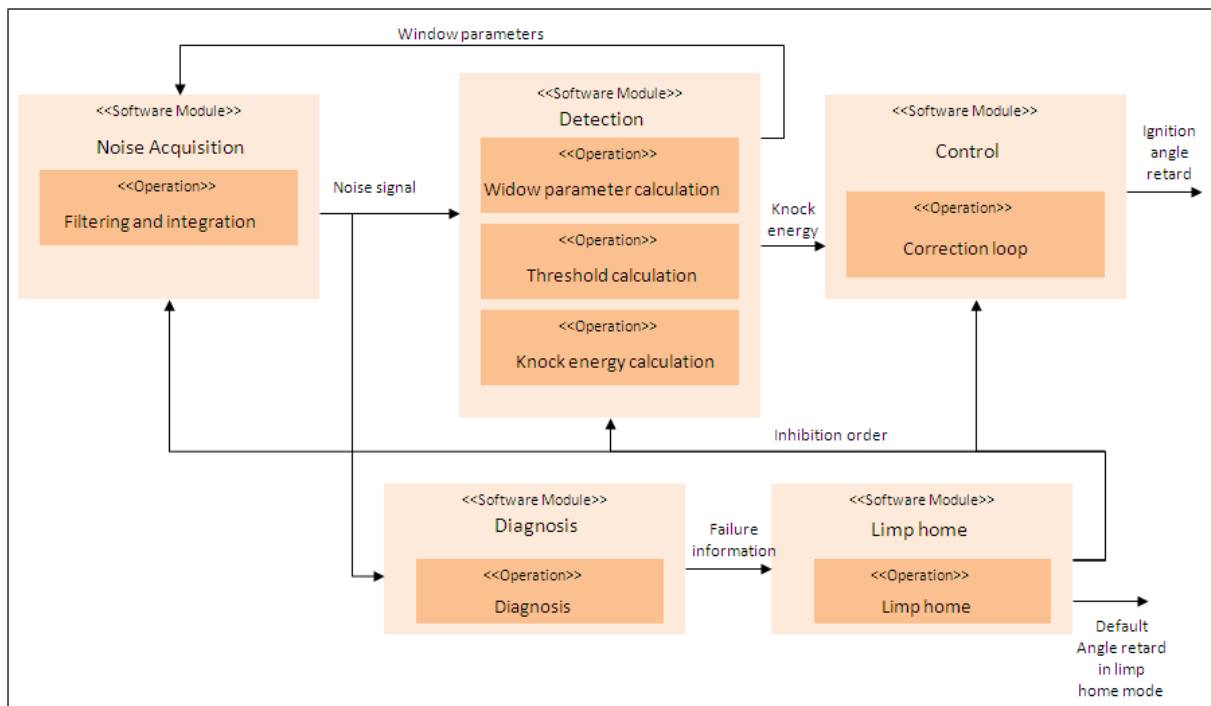 Window parameters
<<Software Module>>
Noise Acquisition
<<Operation>>
Filtering and integration
Noise signal
<<Software Module>>
Detection
<<Operation>>
Widow parameter calculation
<<Operation>>
Threshold calculation
<<Operation>>
Knock energy calculation
Knock
energy
<<Software Module>>
Control
<<Operation>>
Correction loop
Ignition
angle
retard
Inhibition order
<<Software Module>>
Diagnosis
<<Operation>>
Diagnosis
Failure
information
<<Software Module>>
Limp home
<<Operation>>
Limp home
Default
Angle retard
in limp
home mode